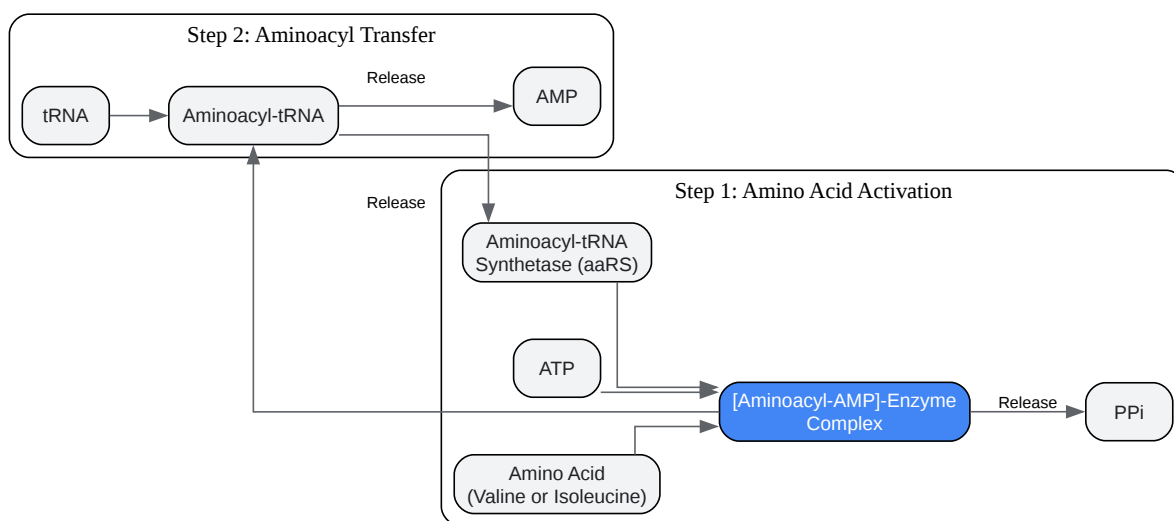 Step 2: Aminoacyl Transfer
Release
tRNA
Aminoacyl-tRNA
AMP
Release
Step 1: Amino Acid Activation
Aminoacyl-tRNA
Synthetase (aaRS)
ATP
[Aminoacyl-AMP]-Enzyme
Complex
Release
PPi
Amino Acid
(Valine or Isoleucine)